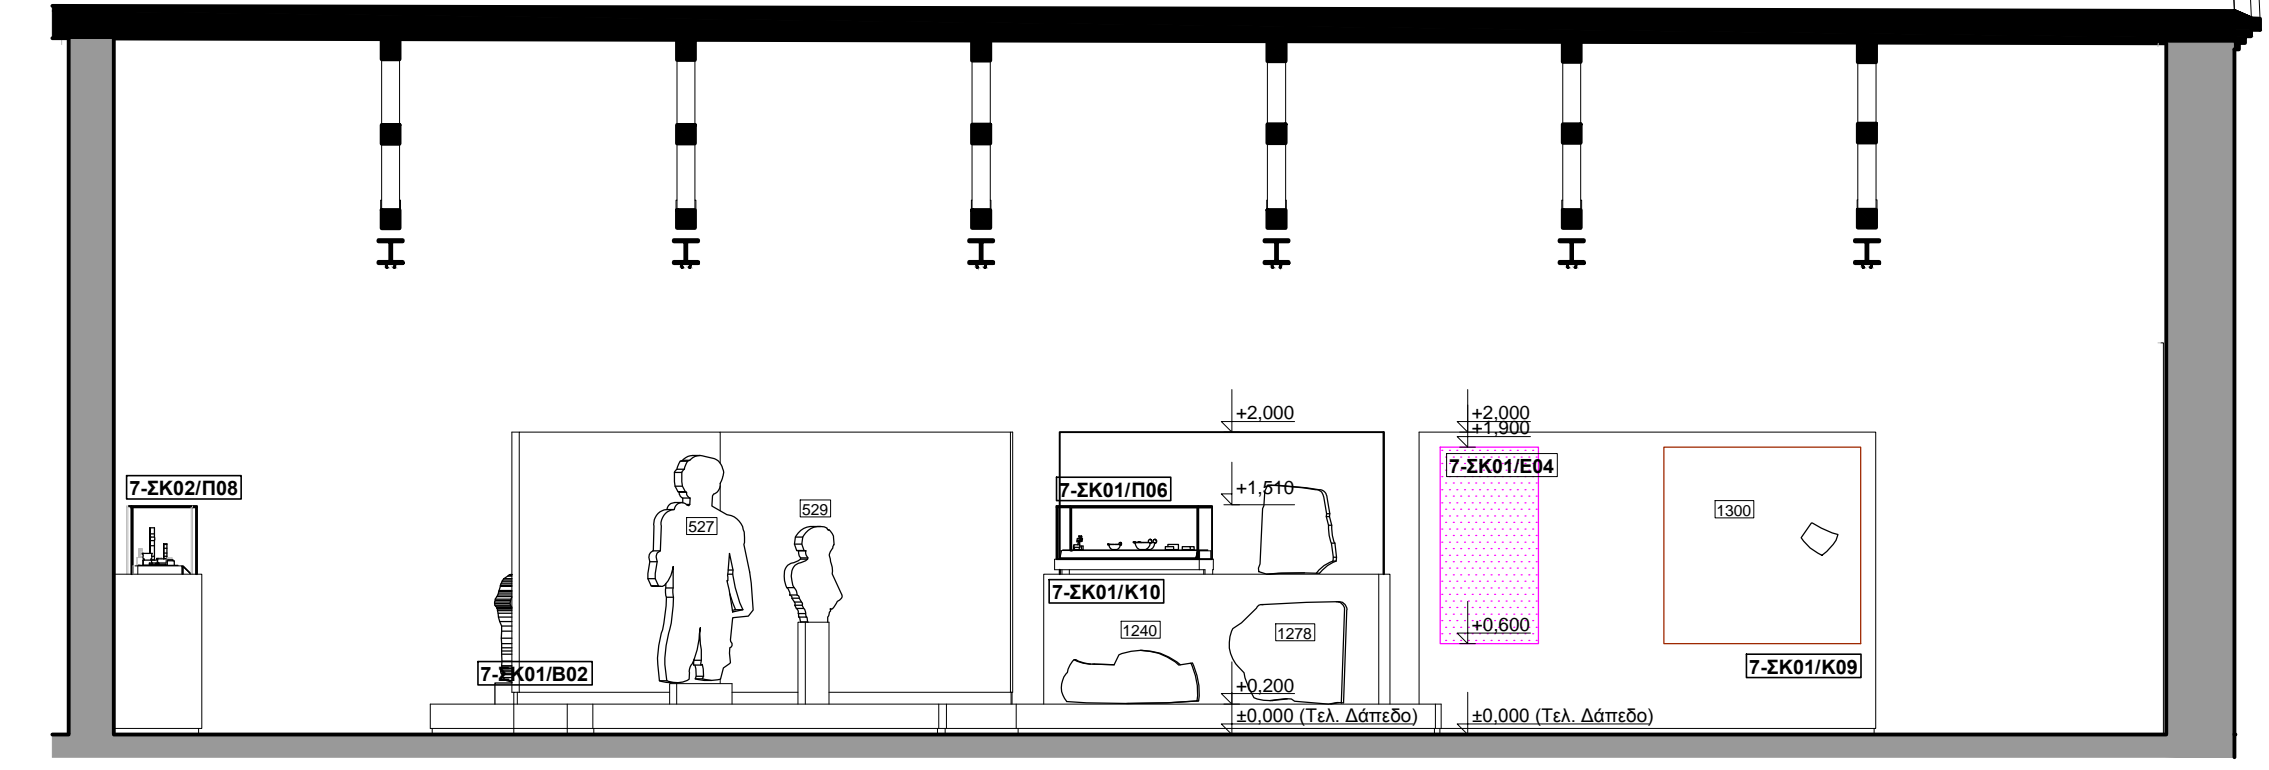 +2,000
+2,000
+1,900
7-ΣΚ01/Ε04
7-ΣΚ02/Π08
7-ΣΚ01/Π06
+1,510
529
1300
527
7-ΣΚ01/Κ10
1240
1278
+0,600
7-ΣΚ01/Β02
7-ΣΚ01/Κ09
+0,200
±0,000 (Τελ. Δάπεδο)
±0,000 (Τελ. Δάπεδο)